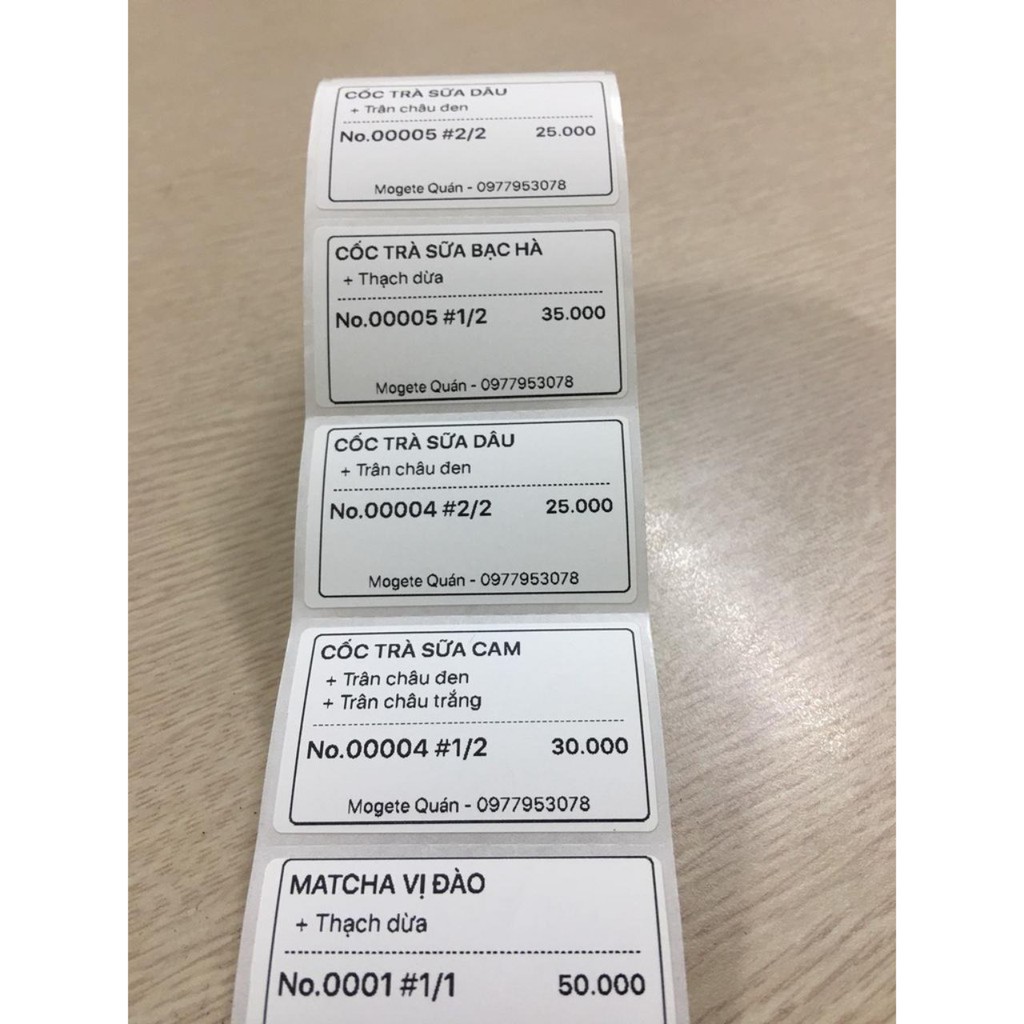 CỐC TRÀ SỮA DÂU
+ Trân châu đen
No.00005 #2/2 25.000
Mogete Quán - 0977953078
CỐC TRÀ SỮA BẠC HÀ
+ Thạch dừa
No.00005 #1/2 35.000
Mogete Quán - 0977953078
CỐC TRÀ SỮA DÂU
+ Trân châu đen
No.00004 #2/2 25.000
Mogete Quán - 0977953078
CỐC TRÀ SỮA CAM
+ Trân châu đen
+ Trân châu trắng
No.00004 #1/2 30.000
Mogete Quán - 0977953078
MATCHA VỊ ĐÀO
+ Thạch dừa
No.0001 #1/1 50.000